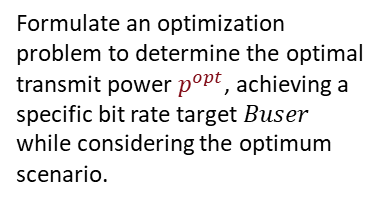 Formulate an optimization
problem to determine the optimal
transmit power p^opt, achieving a
specific bit rate target Buser
while considering the optimum
scenario.